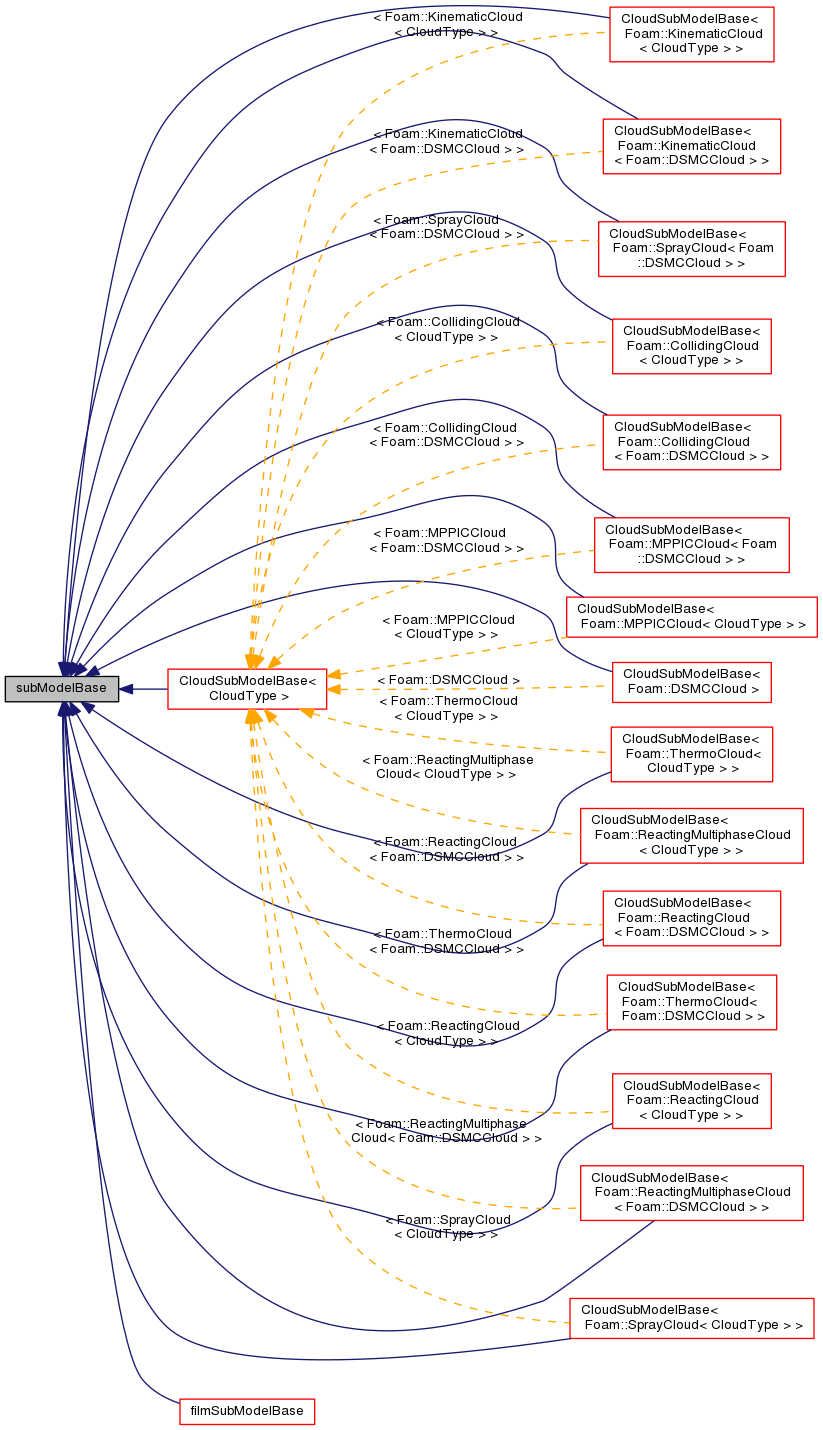 < Foam::KinematicCloud
< CloudType > >
CloudSubModelBase<
Foam::KinematicCloud
< CloudType > >
< Foam::KinematicCloud
< Foam::DSMCCloud > >
CloudSubModelBase<
Foam::KinematicCloud
< Foam::DSMCCloud > >
< Foam::SprayCloud
< Foam::DSMCCloud > >
CloudSubModelBase<
Foam::SprayCloud< Foam
::DSMCCloud > >
< Foam::CollidingCloud
< CloudType > >
CloudSubModelBase<
Foam::CollidingCloud
< CloudType > >
< Foam::CollidingCloud
< Foam::DSMCCloud > >
CloudSubModelBase<
Foam::CollidingCloud
< Foam::DSMCCloud > >
< Foam::MPPICCloud
< Foam::DSMCCloud > >
CloudSubModelBase<
Foam::MPPICCloud< Foam
::DSMCCloud > >
< Foam::MPPICCloud
< CloudType > >
CloudSubModelBase<
Foam::MPPICCloud< CloudType > >
subModelBase
CloudSubModelBase<
CloudType >
< Foam::DSMCCloud >
CloudSubModelBase<
Foam::DSMCCloud >
< Foam::ThermoCloud
< CloudType > >
CloudSubModelBase<
Foam::ThermoCloud<
CloudType > >
< Foam::ReactingMultiphase
Cloud< CloudType > >
CloudSubModelBase<
Foam::ReactingMultiphaseCloud
< CloudType > >
< Foam::ReactingCloud
< Foam::DSMCCloud > >
CloudSubModelBase<
Foam::ReactingCloud
< Foam::DSMCCloud > >
< Foam::ThermoCloud
< Foam::DSMCCloud > >
CloudSubModelBase<
Foam::ThermoCloud<
Foam::DSMCCloud > >
< Foam::ReactingCloud
< CloudType > >
CloudSubModelBase<
Foam::ReactingCloud
< CloudType > >
< Foam::ReactingMultiphase
Cloud< Foam::DSMCCloud > >
CloudSubModelBase<
Foam::ReactingMultiphaseCloud
< Foam::DSMCCloud > >
< Foam::SprayCloud
< CloudType > >
CloudSubModelBase<
Foam::SprayCloud< CloudType > >
filmSubModelBase